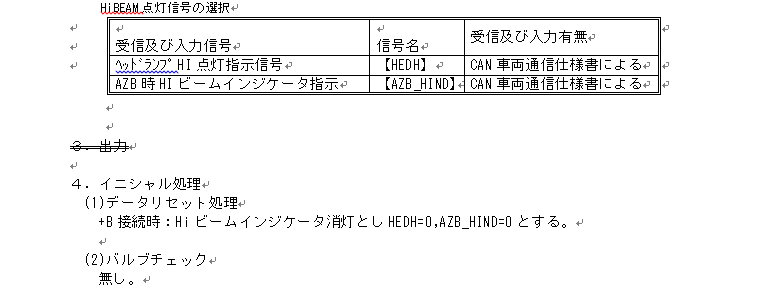 HiBEAM点灯信号の選択
受信及び入力信号 信号名 受信及び入力有無
ﾍｯﾄﾞﾗﾝﾌﾟHI点灯指示信号 【HEDH】 CAN車両通信仕様書による
AZB時HIビームインジケータ指示 【AZB_HIND】 CAN車両通信仕様書による
3．出力
4．イニシャル処理
(1)データリセット処理
+B接続時：Hiビームインジケータ消灯としHEDH=0,AZB_HIND=0とする。
(2)バルブチェック
無し。